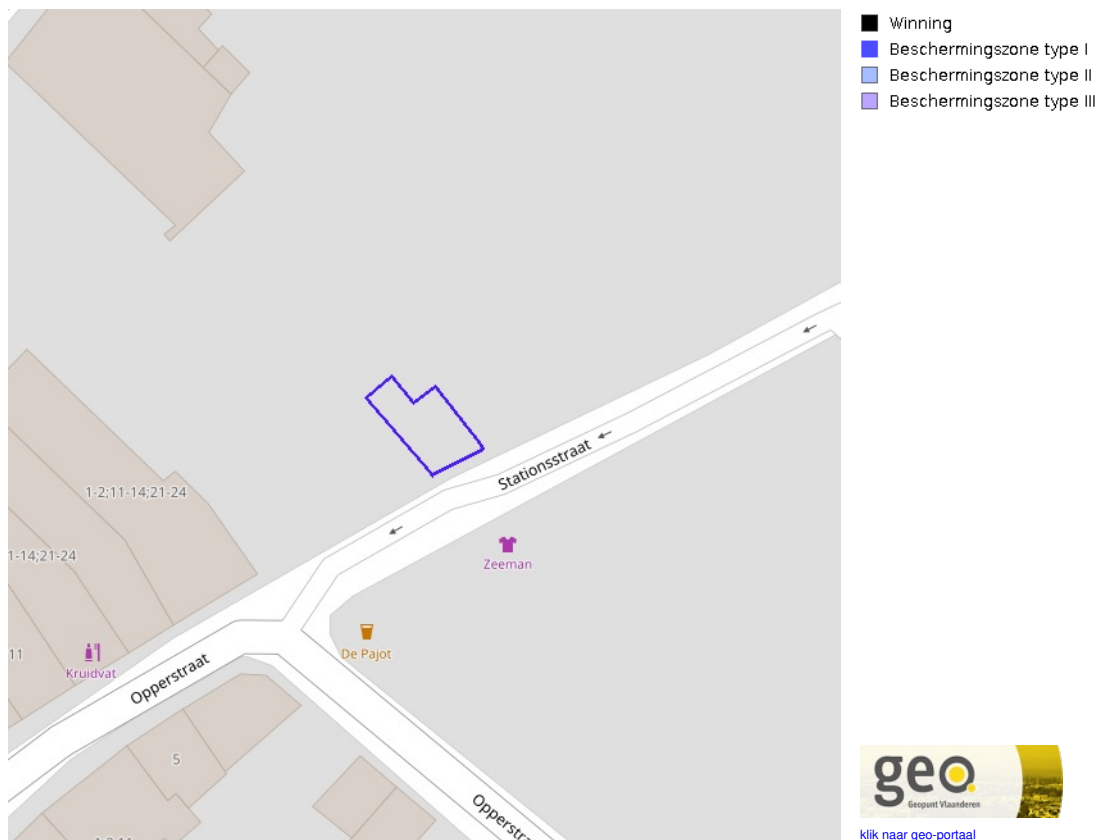 Winning
Beschermingszone type I
Beschermingszone type II
Beschermingszone type III
Stationsstraat
1-2;11-14;21-24
1-14;21-24
Zeeman
11
Kruidvat
De Pajot
Opperstraat
5
Opperstra
geo
Geopunt Vlaanderen
klik naar geo-portaal